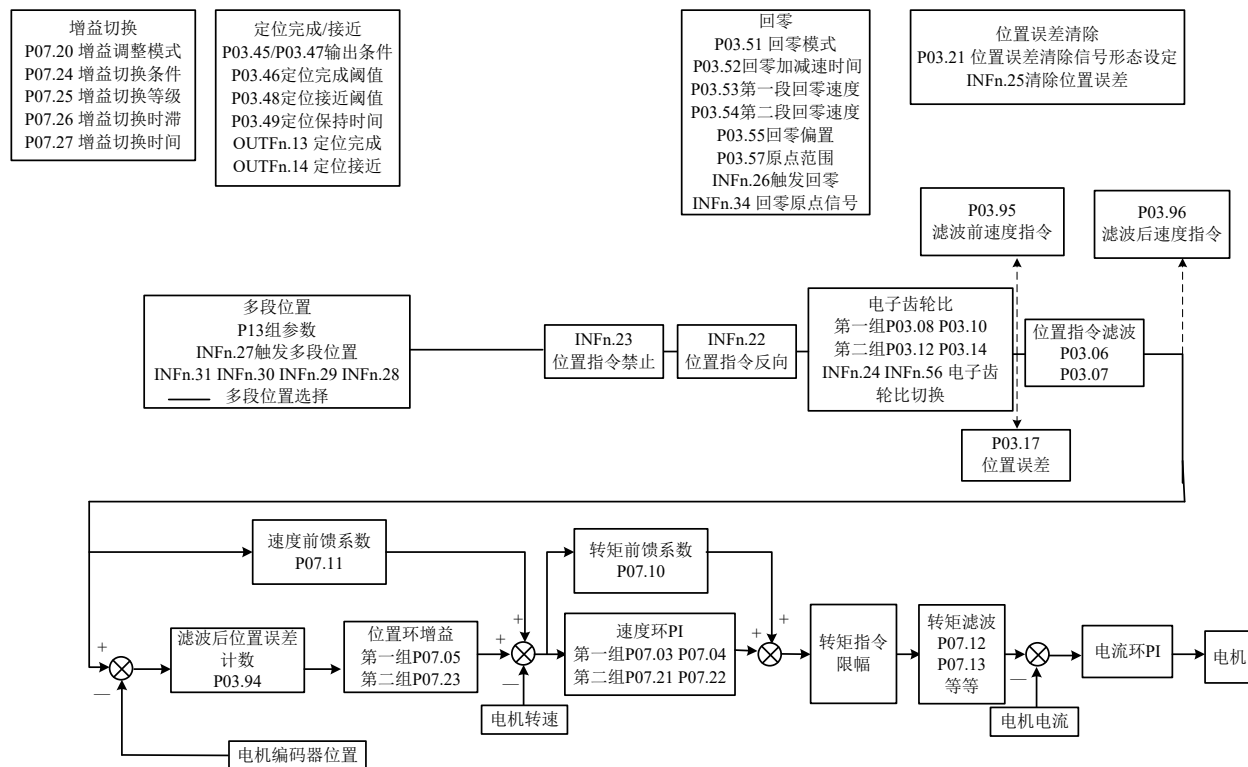 增益切换
P07.20 增益调整模式
P07.24 增益切换条件
P07.25 增益切换等级
P07.26 增益切换时滞
P07.27 增益切换时间
定位完成/接近
P03.45/P03.47输出条件
P03.46定位完成阈值
P03.48定位接近阈值
P03.49定位保持时间
OUTFn.13 定位完成
OUTFn.14 定位接近
回零
P03.51 回零模式
P03.52回零加减速时间
P03.53第一段回零速度
P03.54第二段回零速度
P03.55回零偏置
P03.57原点范围
INFn.26触发回零
INFn.34 回零原点信号
位置误差清除
P03.21 位置误差清除信号形态设定
INFn.25清除位置误差
P03.95
滤波前速度指令
P03.96
滤波后速度指令
多段位置
P13组参数
INFn.27触发多段位置
INFn.31 INFn.30 INFn.29 INFn.28
多段位置选择
INFn.23
位置指令禁止
INFn.22
位置指令反向
电子齿轮比
第一组P03.08 P03.10
第二组P03.12 P03.14
INFn.24 INFn.56 电子齿
轮比切换
位置指令滤波
P03.06
P03.07
P03.17
位置误差
速度前馈系数
P07.11
转矩前馈系数
P07.10
+
—
滤波后位置误差
计数
P03.94
位置环增益
第一组P07.05
第二组P07.23
+
+
—
速度环PI
第一组P07.03 P07.04
第二组P07.21 P07.22
+
+
转矩指令
限幅
转矩滤波
P07.12
P07.13
等等
—
电流环PI
电机
电机转速
电机电流
电机编码器位置